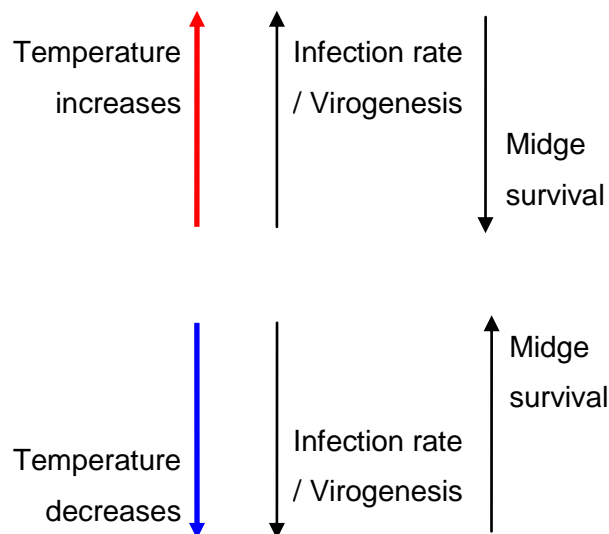 Temperature
increases
Infection rate
/ Virogenesis
Midge
survival
Midge
survival
Infection rate
/ Virogenesis
Temperature
decreases